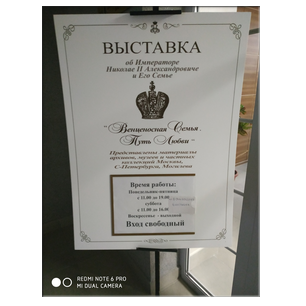 ВЫСТАВКА
об Императоре
Николае II Александровиче
и Его Семье
"Венценосная Семья.
Путь Любви"
Представлены материалы
архивов, музеев и частных
коллекций Москвы,
С-Петербурга, Могилева
Время работы:
Понедельник-пятница
с 11.00 до 19.00
суббота
с 11.00 до 16.00
Воскресенье - выходной
Вход свободный
REDMI NOTE 6 PRO
MI DUAL CAMERA